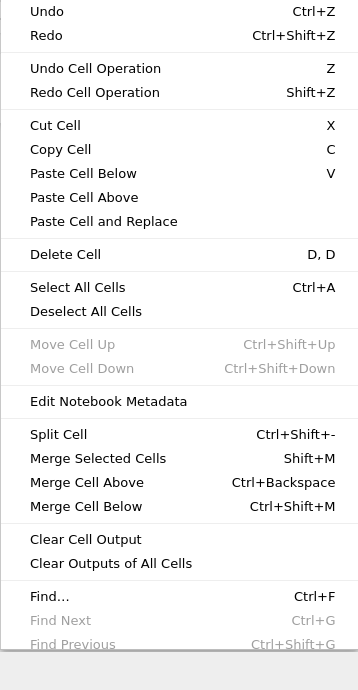 Undo Ctrl+Z
Redo Ctrl+Shift+Z
Undo Cell Operation Z
Redo Cell Operation Shift+Z
Cut Cell X
Copy Cell C
Paste Cell Below V
Paste Cell Above
Paste Cell and Replace
Delete Cell D, D
Select All Cells Ctrl+A
Deselect All Cells
Move Cell Up Ctrl+Shift+Up
Move Cell Down Ctrl+Shift+Down
Edit Notebook Metadata
Split Cell Ctrl+Shift+-
Merge Selected Cells Shift+M
Merge Cell Above Ctrl+Backspace
Merge Cell Below Ctrl+Shift+M
Clear Cell Output
Clear Outputs of All Cells
Find… Ctrl+F
Find Next Ctrl+G
Find Previous Ctrl+Shift+G